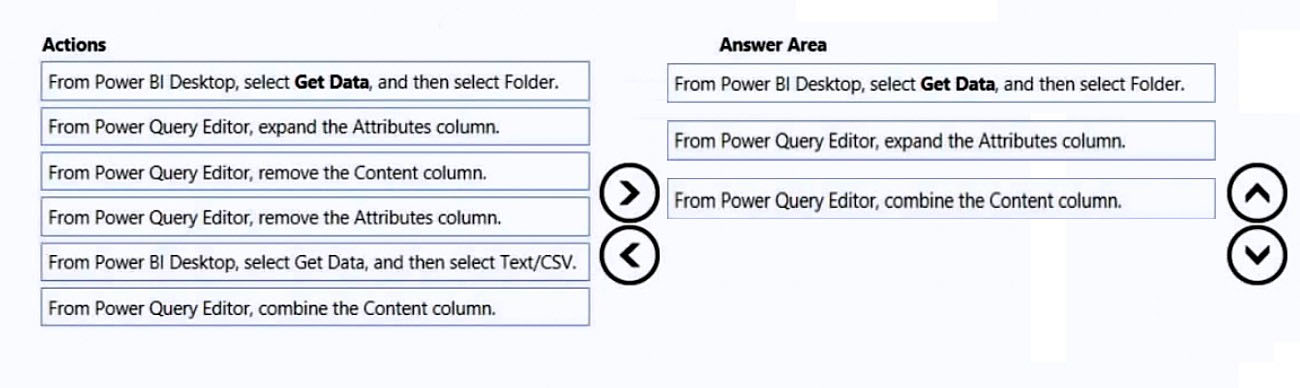 Actions
From Power BI Desktop, select Get Data, and then select Folder.
From Power Query Editor, expand the Attributes column.
From Power Query Editor, remove the Content column.
From Power Query Editor, remove the Attributes column.
From Power BI Desktop, select Get Data, and then select Text/CSV.
From Power Query Editor, combine the Content column.
Answer Area
From Power BI Desktop, select Get Data, and then select Folder.
From Power Query Editor, expand the Attributes column.
From Power Query Editor, combine the Content column.